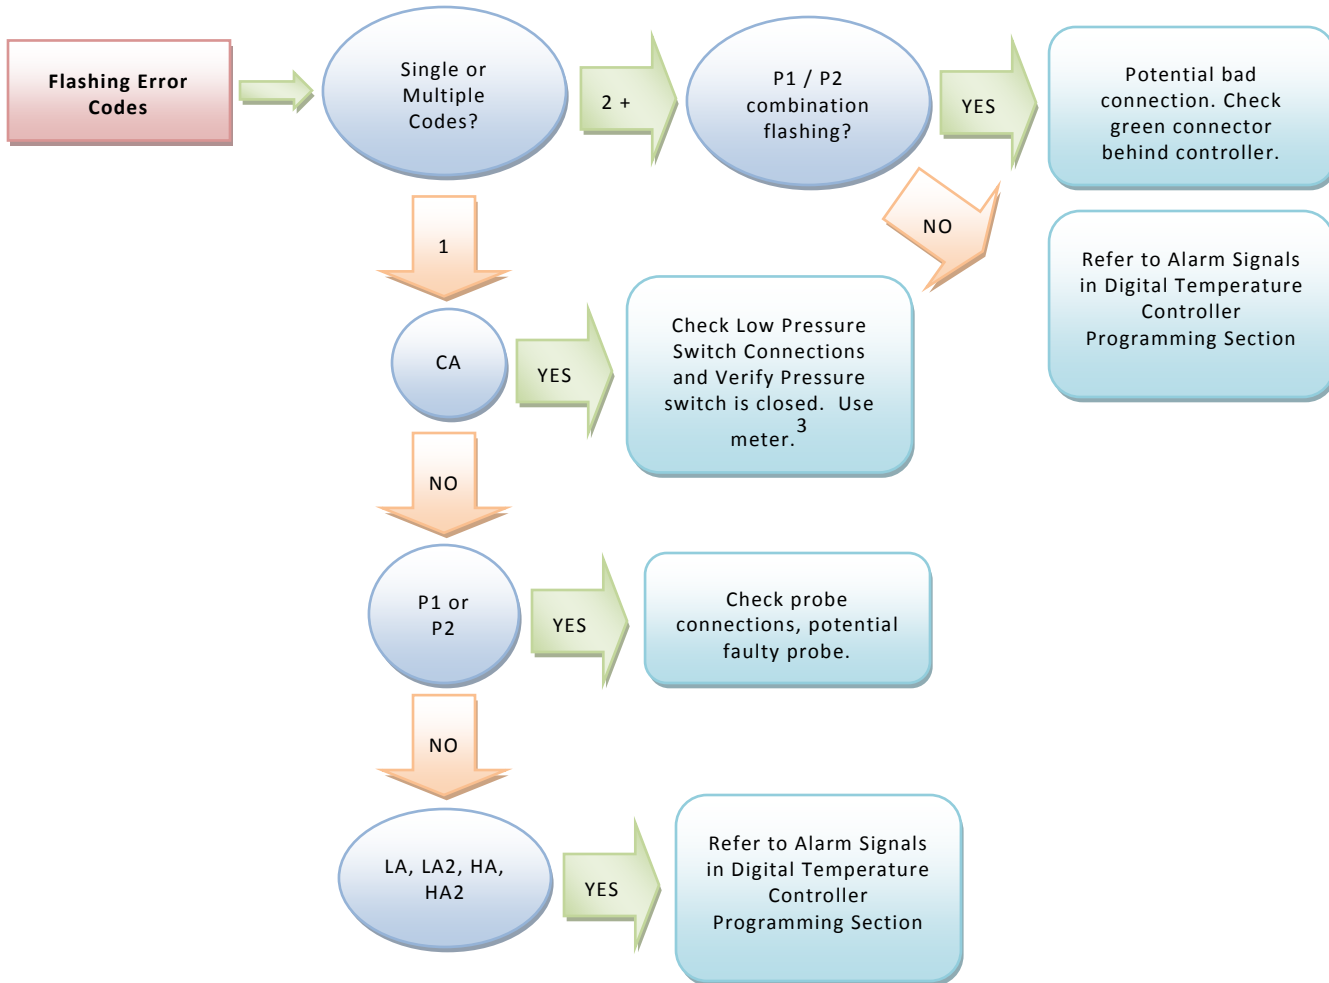 Flashing Error
Codes
Single or
Multiple
Codes?
2 +
P1 / P2
combination
flashing?
YES
Potential bad
connection. Check
green connector
behind controller.
NO
Refer to Alarm Signals
in Digital Temperature
Controller
Programming Section
1
CA
YES
Check Low Pressure
Switch Connections
and Verify Pressure
switch is closed. Use
meter.3
NO
P1 or
P2
YES
Check probe
connections, potential
faulty probe.
NO
LA, LA2, HA,
HA2
YES
Refer to Alarm Signals
in Digital Temperature
Controller
Programming Section